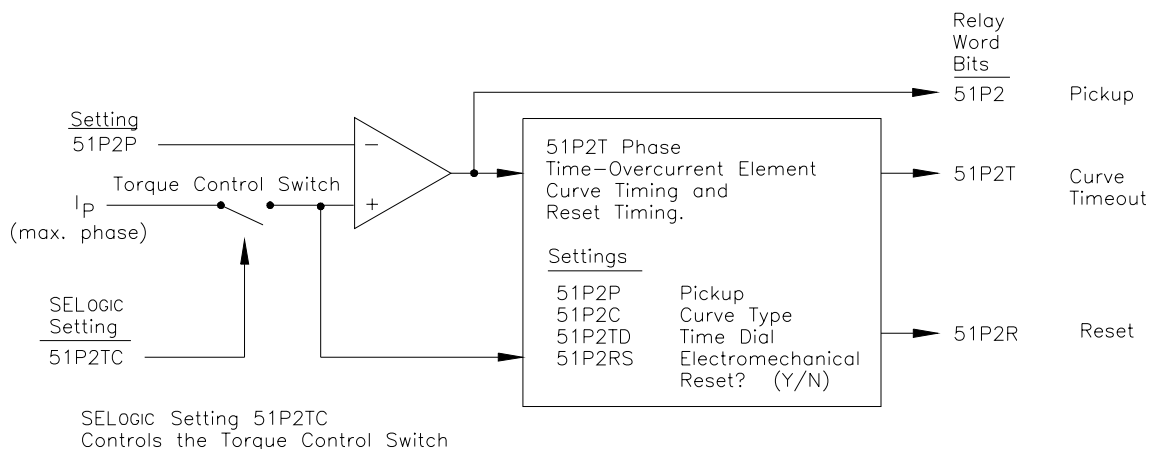 Relay
Word
Bits
51P2 Pickup
Setting
51P2P
51P2T Phase
Time-Overcurrent Element
Curve Timing and
Reset Timing.
51P2T Curve
Timeout
Torque Control Switch
IP
(max. phase)
Settings
51P2P Pickup
51P2C Curve Type
51P2TD Time Dial
51P2RS Electromechanical
Reset? (Y/N)
51P2R Reset
SELOGIC
Setting
51P2TC
SELOGIC Setting 51P2TC
Controls the Torque Control Switch
−
+